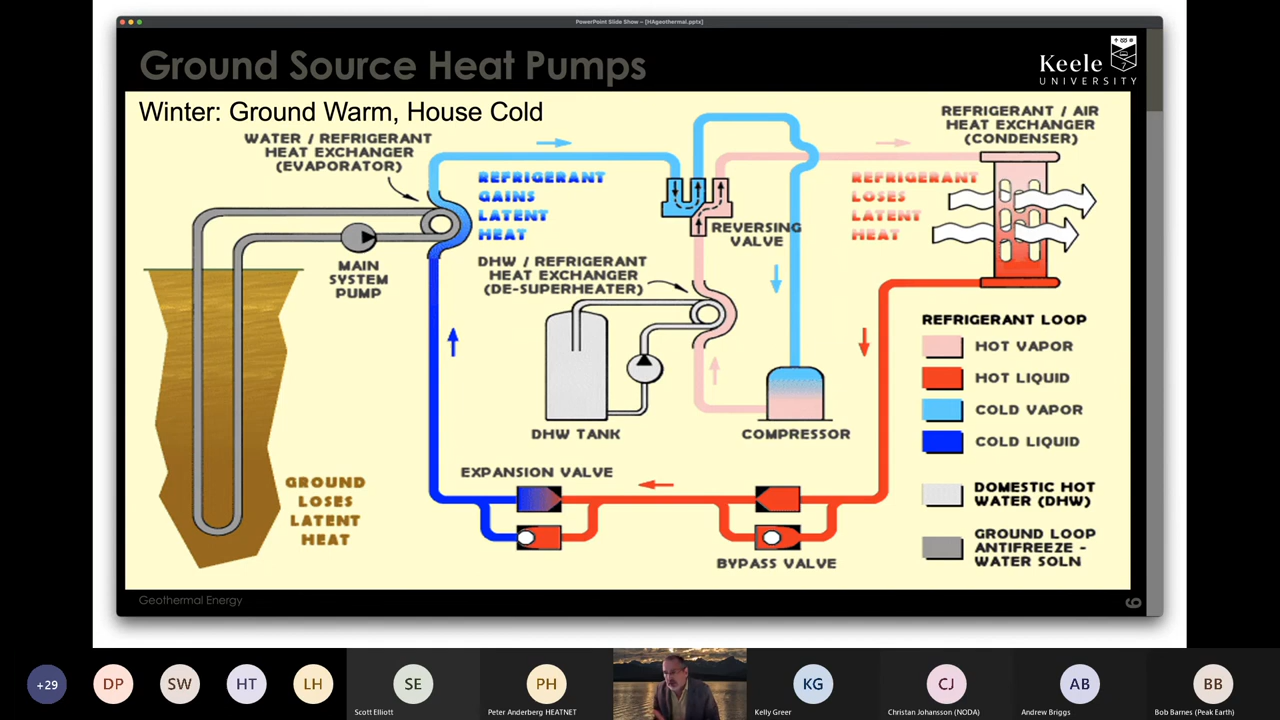 PowerPoint Slide Show - [HAgeothermal.pptx]
Ground Source Heat Pumps
Keele
UNIVERSITY
Winter: Ground Warm, House Cold
WATER / REFRIGERANT
HEAT EXCHANGER
(EVAPORATOR)
REFRIGERANT
GAINS
LATENT
HEAT
REFRIGERANT / AIR
HEAT EXCHANGER
(CONDENSER)
REFRIGERANT
LOSES
LATENT
HEAT
REVERSING
VALVE
MAIN
SYSTEM
PUMP
DHW / REFRIGERANT
HEAT EXCHANGER
(DE-SUPERHEATER)
DHW TANK
COMPRESSOR
REFRIGERANT LOOP
HOT VAPOR
HOT LIQUID
COLD VAPOR
COLD LIQUID
DOMESTIC HOT
WATER (DHW)
GROUND LOOP
ANTIFREEZE -
WATER SOLN
EXPANSION VALVE
BYPASS VALVE
GROUND
LOSES
LATENT
HEAT
Geothermal Energy
9
+29
DP
SW
HT
LH
SE
Scott Elliott
PH
Peter Anderberg HEATNET
KG
Kelly Greer
CJ
Christan Johansson (NODA)
AB
Andrew Briggs
BB
Bob Barnes (Peak Earth)